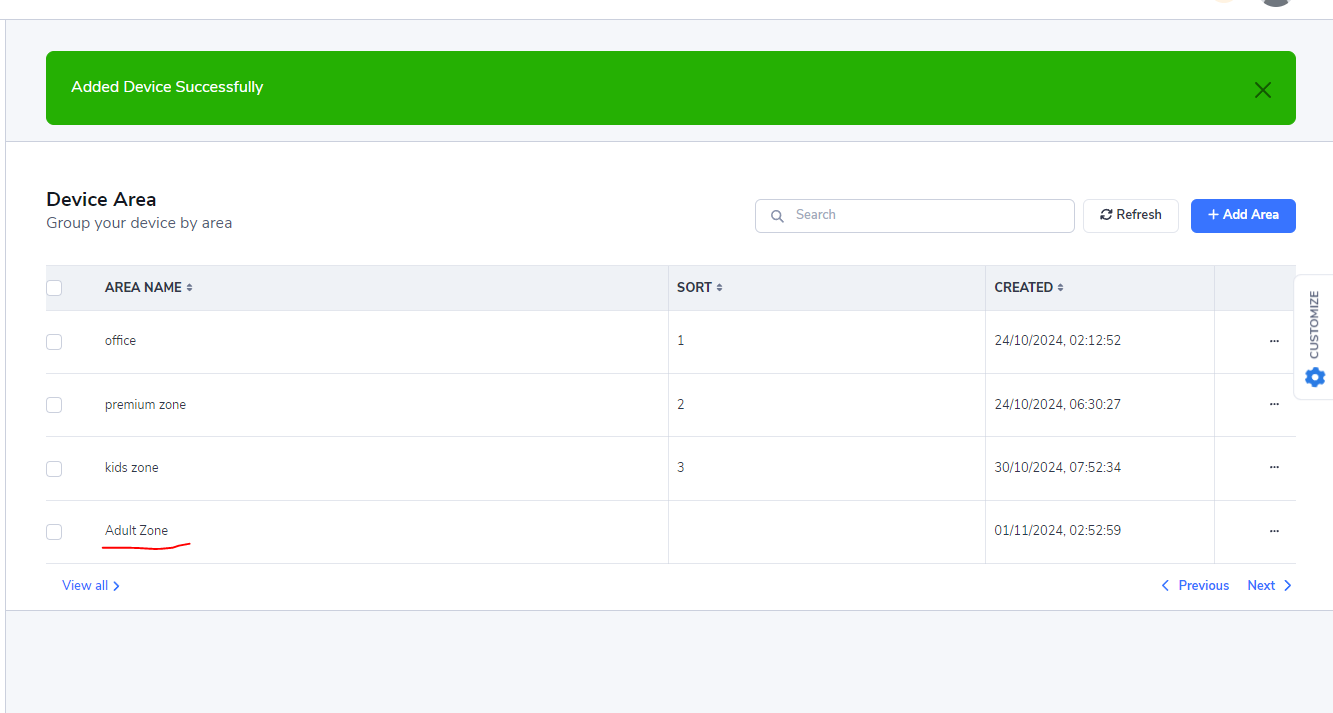 Added Device Successfully
Device Area
Group your device by area
Search
Refresh
+ Add Area
AREA NAME
SORT
CREATED
office
1
24/10/2024, 02:12:52
...
premium zone
2
24/10/2024, 06:30:27
...
kids zone
3
30/10/2024, 07:52:34
...
Adult Zone
01/11/2024, 02:52:59
...
View all
Previous
Next
CUSTOMIZE